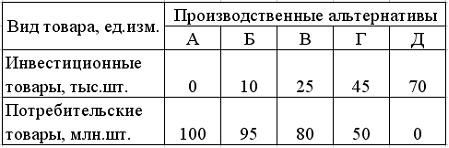 Вид товара, ед.изм. Производственные альтернативы
А Б В Г Д
Инвестиционные
товары, тыс.шт. 0 10 25 45 70
Потребительские
товары, млн.шт. 100 95 80 50 0